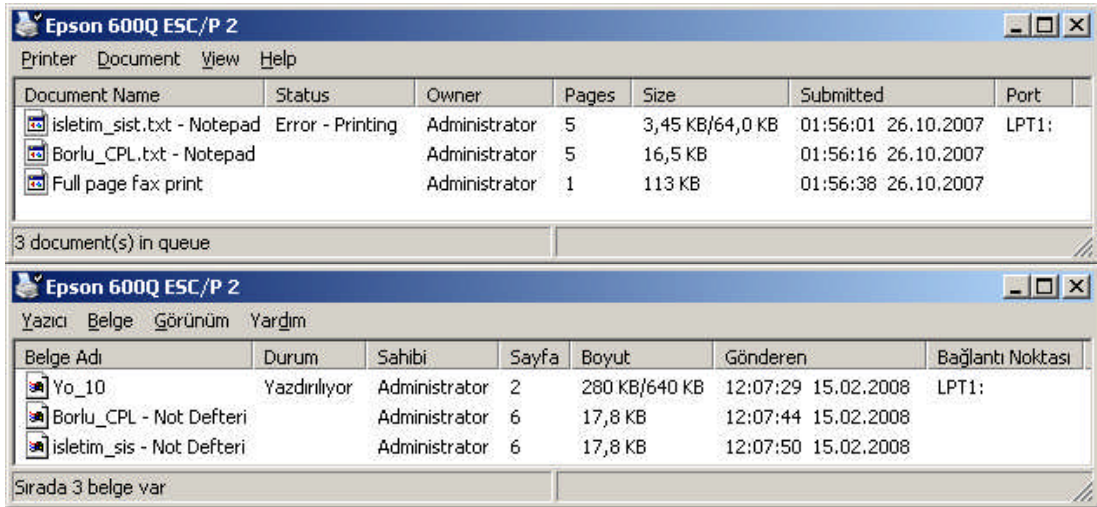 Epson 600Q ESC/P 2
Printer Document View Help
Document Name Status Owner Pages Size Submitted Port
isletim_sist.txt - Notepad Error - Printing Administrator 5 3,45 KB/64,0 KB 01:56:01 26.10.2007 LPT1:
Borlu_CPL.txt - Notepad Administrator 5 16,5 KB 01:56:16 26.10.2007
Full page fax print Administrator 1 113 KB 01:56:38 26.10.2007
3 document(s) in queue
Epson 600Q ESC/P 2
Yazıcı Belge Görünüm Yardım
Belge Adı Durum Sahibi Sayfa Boyut Gönderen Bağlantı Noktası
Yo_10 Yazdırılıyor Administrator 2 280 KB/640 KB 12:07:29 15.02.2008 LPT1:
Borlu_CPL - Not Defteri Administrator 6 17,8 KB 12:07:44 15.02.2008
isletim_sis - Not Defteri Administrator 6 17,8 KB 12:07:50 15.02.2008
Sırada 3 belge var